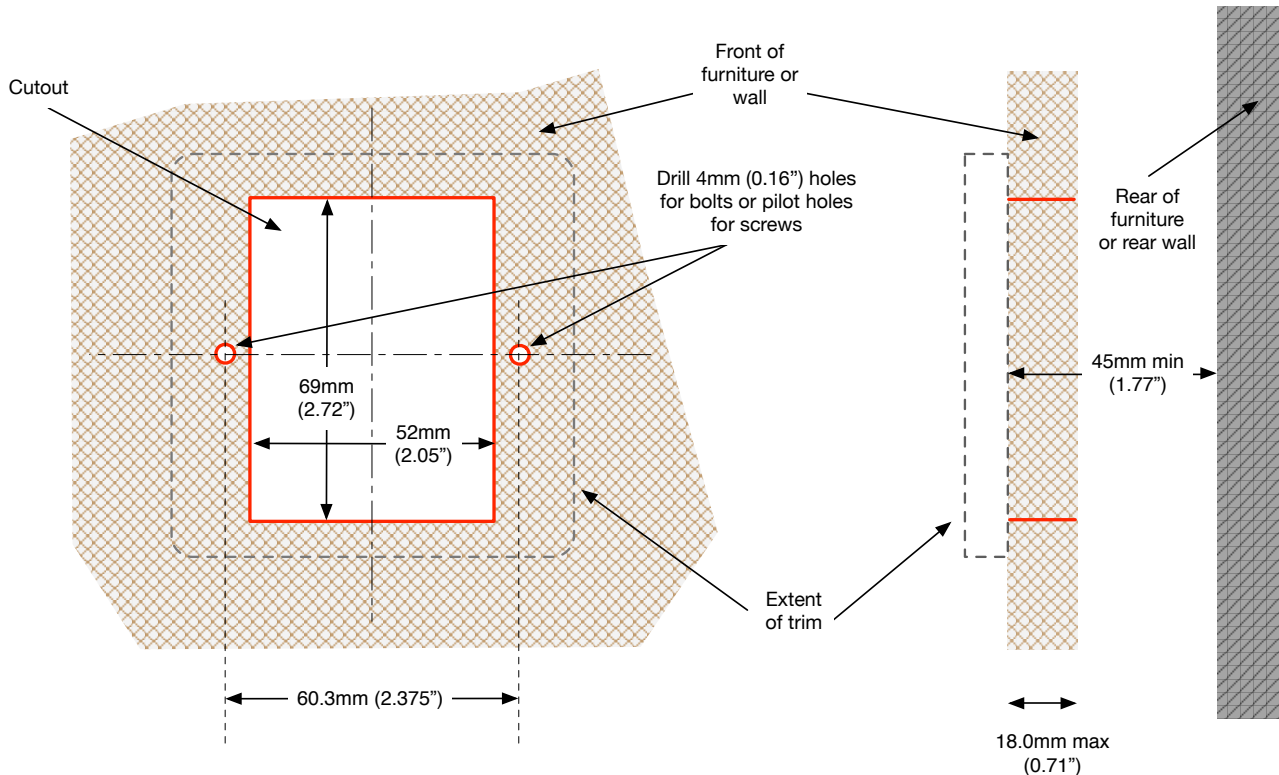 Cutout
Front of
furniture or
wall
Drill 4mm (0.16”) holes
for bolts or pilot holes
for screws
Rear of
furniture
or rear wall
69mm
(2.72”)
52mm
(2.05”)
45mm min
(1.77”)
Extent
of trim
60.3mm (2.375”)
18.0mm max
(0.71”)